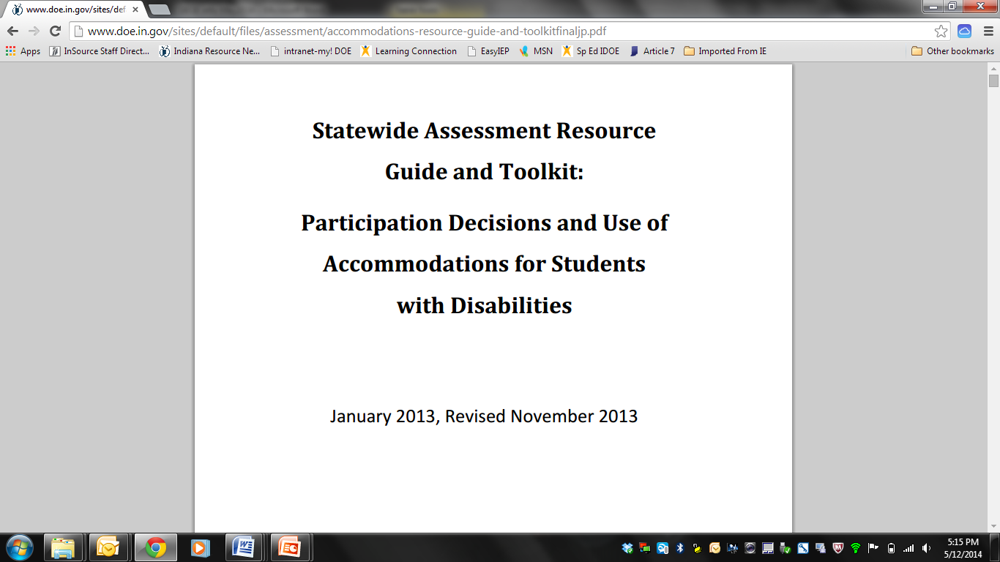 www.doe.in.gov/sites/def
www.doe.in.gov/sites/default/files/assessment/accommodations-resource-guide-and-toolkitfinaljp.pdf
Apps InSource Staff Direct... Indiana Resource Ne... intranet-my! DOE Learning Connection EasyIEP MSN Sp Ed IDOE Article 7 Imported From IE Other bookmarks
Statewide Assessment Resource
Guide and Toolkit:
Participation Decisions and Use of
Accommodations for Students
with Disabilities
January 2013, Revised November 2013
5:15 PM
5/12/2014